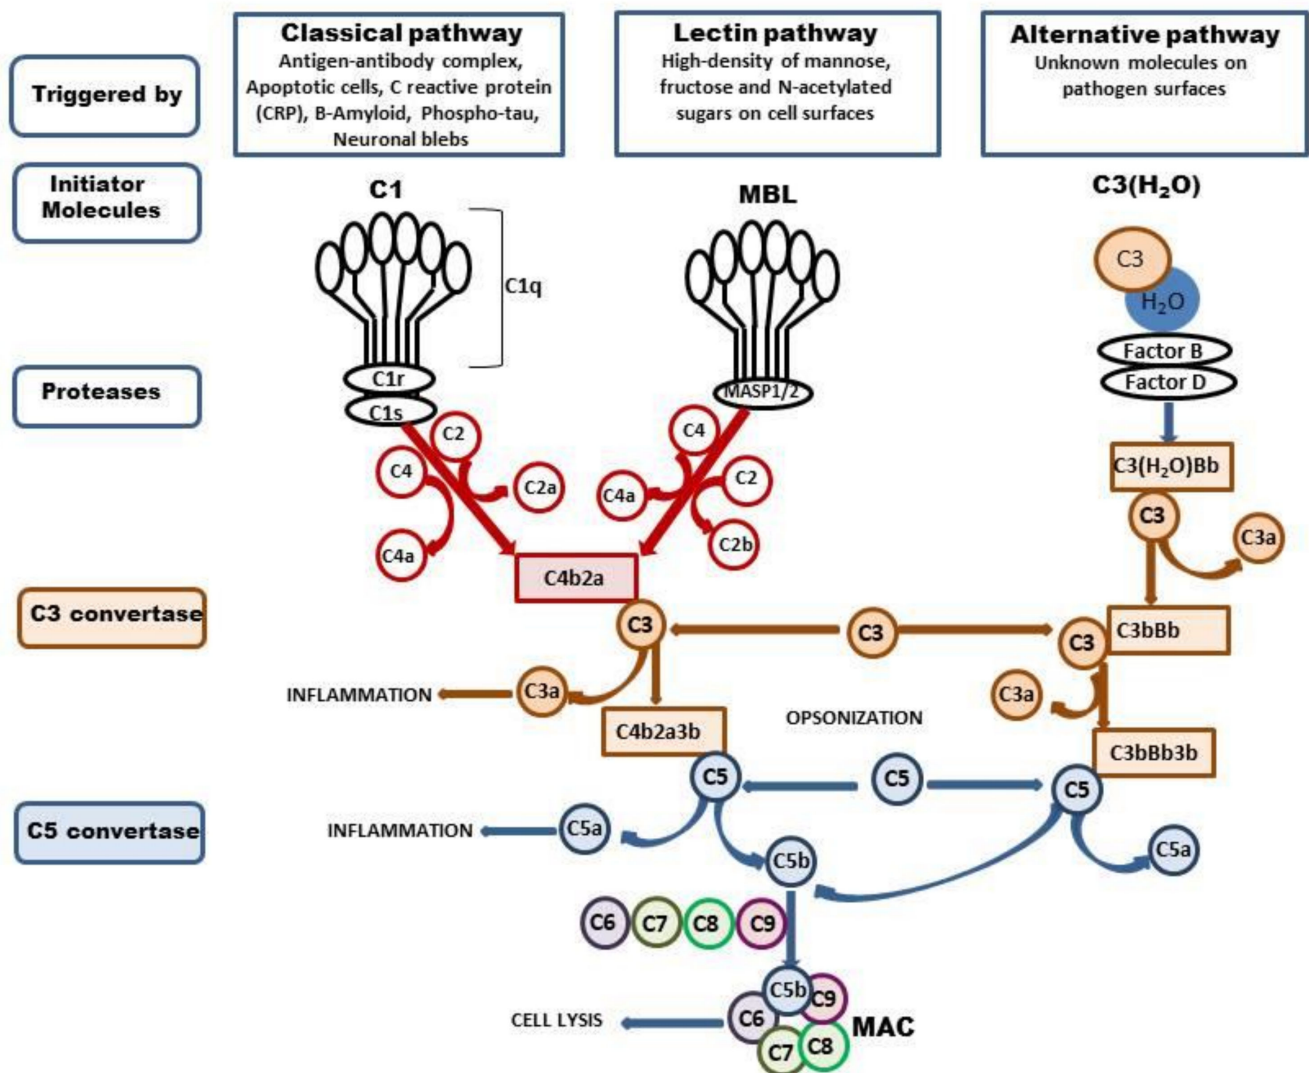 Classical pathway
Antigen-antibody complex,
Apoptotic cells, C reactive protein
(CRP), B-Amyloid, Phospho-tau,
Neuronal blebs
Lectin pathway
High-density of mannose,
fructose and N-acetylated
sugars on cell surfaces
Alternative pathway
Unknown molecules on
pathogen surfaces
Triggered by
Initiator
Molecules
C1
MBL
C3(H₂O)
C1q
C3
H₂O
Proteases
C1r
C1s
MASP1/2
Factor B
Factor D
C2
C4
C2a
C4a
C4
C2
C4a
C2b
C3(H₂O)Bb
C3
C3a
C4b2a
C3 convertase
C3
C3
C3
C3bBb
INFLAMMATION
C3a
C3a
C4b2a3b
OPSONIZATION
C3bBb3b
C5
C5
C5
C5 convertase
INFLAMMATION
C5a
C5b
C5a
C6
C7
C8
C9
C5b
C9
C6
C7
C8
MAC
CELL LYSIS